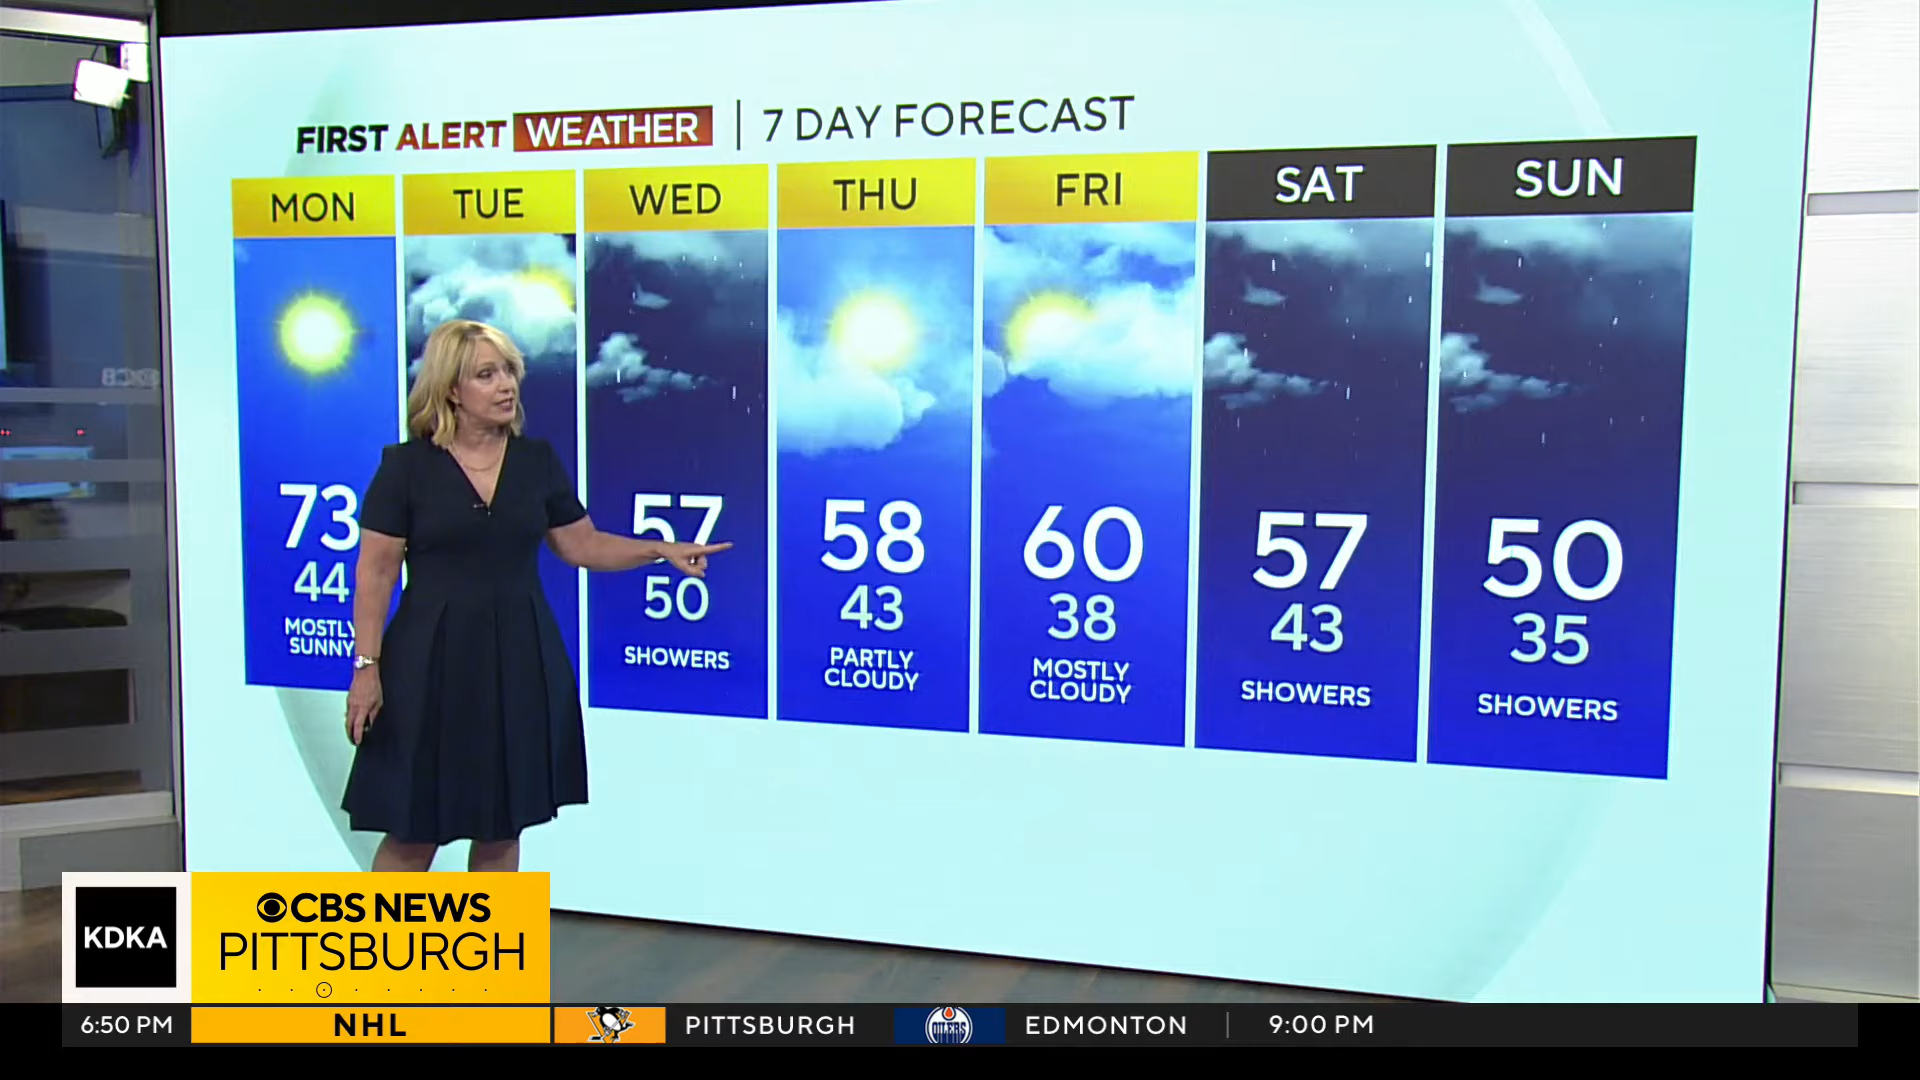 FIRST ALERT WEATHER | 7 DAY FORECAST
MON TUE WED THU FRI SAT SUN
73 57 58 60 57 50
44 50 43 38 43 35
MOSTLY SUNNY
SHOWERS
PARTLY CLOUDY
MOSTLY CLOUDY
SHOWERS
SHOWERS
KDKA
CBS NEWS
PITTSBURGH
6:50 PM NHL PITTSBURGH OILERS EDMONTON | 9:00 PM